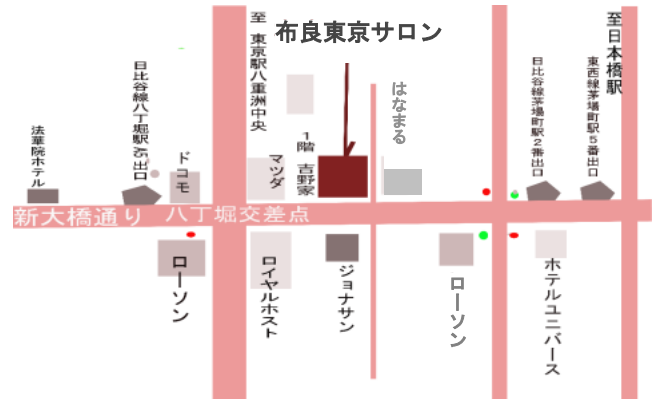 布良東京サロン
至 東京駅八重洲中央
至日本橋駅
日比谷線八丁堀駅A5出口
日比谷線茅場町駅2番出口
東西線茅場町駅5番出口
はなまる
法華院ホテル
ドコモ
マツダ
1階 吉野家
新大橋通り 八丁堀交差点
ローソン
ロイヤルホスト
ジョナサン
ローソン
ホテルユニバース